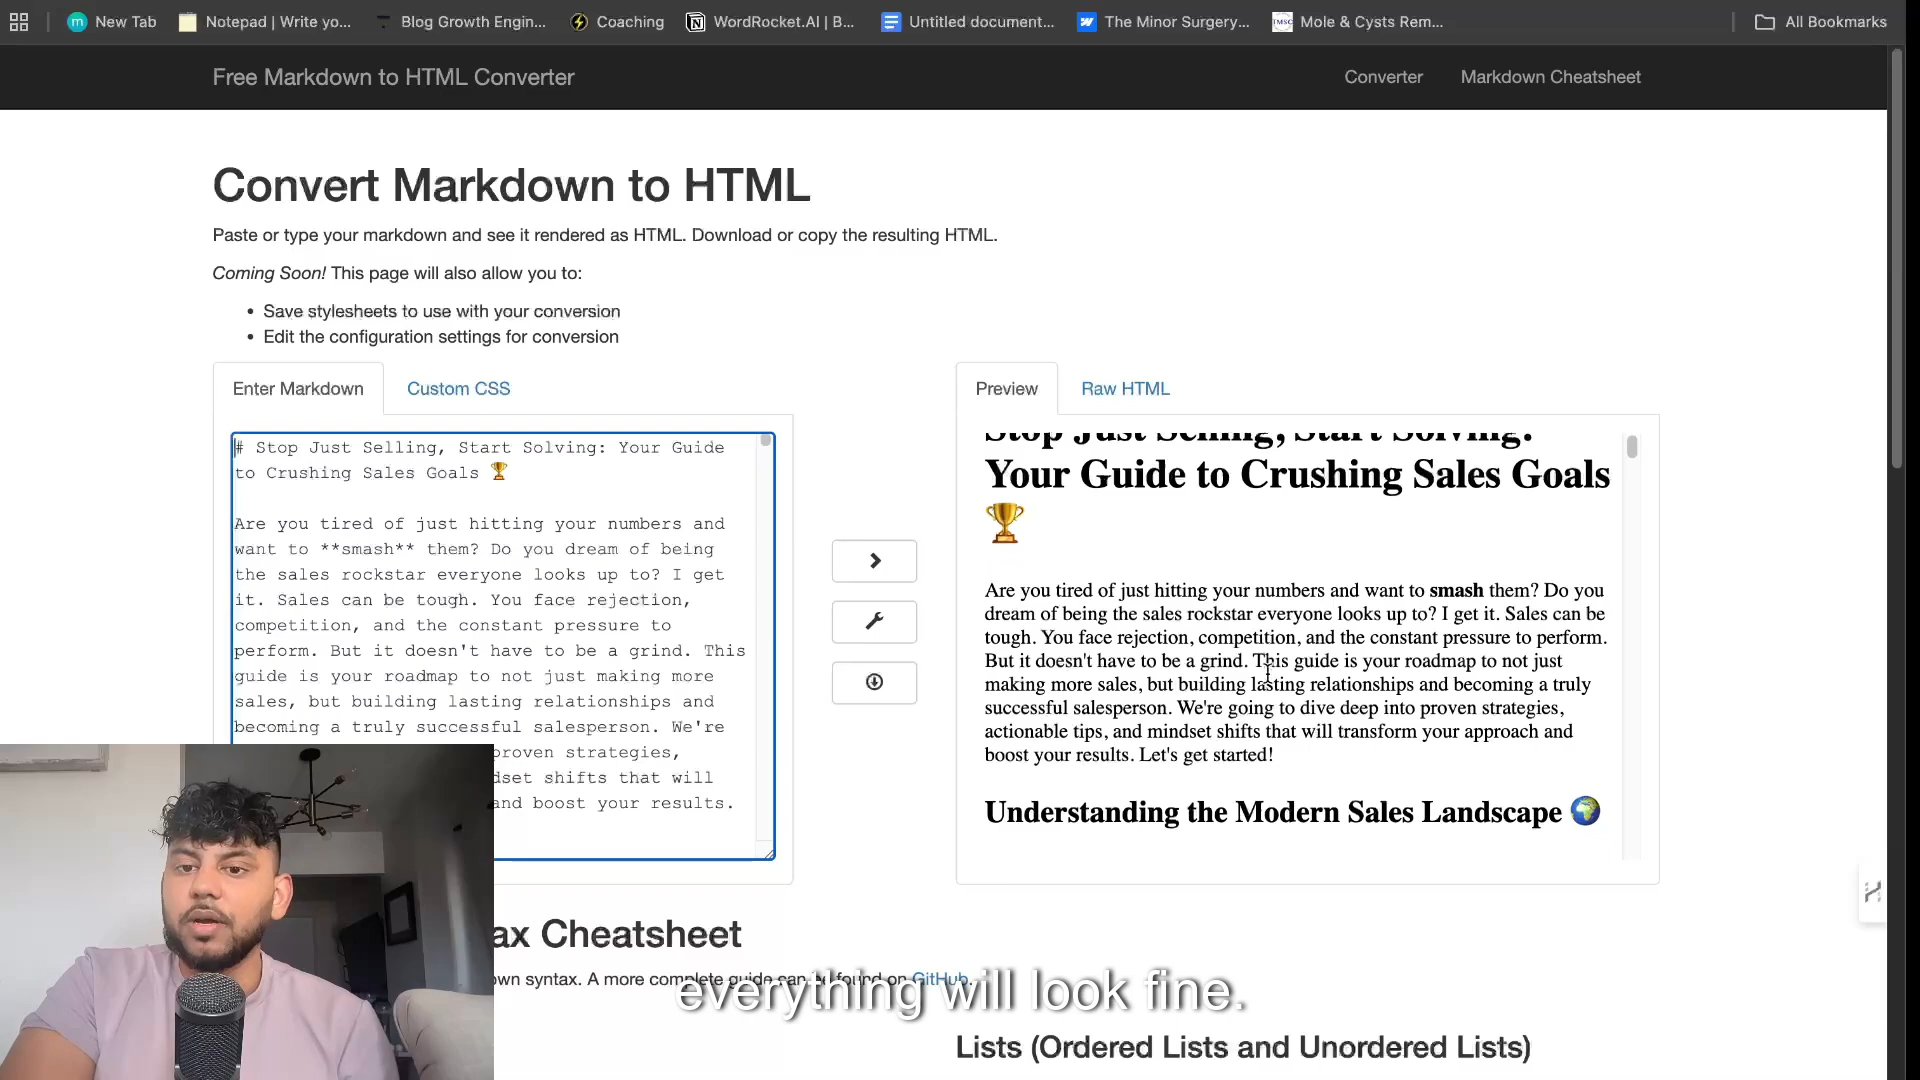 New Tab
Notepad | Write yo...
Blog Growth Engin...
Coaching
WordRocket.AI | B...
Untitled document...
The Minor Surgery...
TMSC
Mole & Cysts Rem...
All Bookmarks
Free Markdown to HTML Converter
Converter
Markdown Cheatsheet
Convert Markdown to HTML
Paste or type your markdown and see it rendered as HTML. Download or copy the resulting HTML.
Coming Soon! This page will also allow you to:
• Save stylesheets to use with your conversion
• Edit the configuration settings for conversion
Enter Markdown
Custom CSS
# Stop Just Selling, Start Solving: Your Guide
to Crushing Sales Goals 🏆
Are you tired of just hitting your numbers and
want to **smash** them? Do you dream of being
the sales rockstar everyone looks up to? I get
it. Sales can be tough. You face rejection,
competition, and the constant pressure to
perform. But it doesn't have to be a grind. This
guide is your roadmap to not just making more
sales, but building lasting relationships and
becoming a truly successful salesperson. We're
proven strategies,
dset shifts that will
and boost your results.
Preview
Raw HTML
Stop Just Selling, Start Solving:
Your Guide to Crushing Sales Goals
🏆
Are you tired of just hitting your numbers and want to smash them? Do you
dream of being the sales rockstar everyone looks up to? I get it. Sales can be
tough. You face rejection, competition, and the constant pressure to perform.
But it doesn't have to be a grind. This guide is your roadmap to not just
making more sales, but building lasting relationships and becoming a truly
successful salesperson. We're going to dive deep into proven strategies,
actionable tips, and mindset shifts that will transform your approach and
boost your results. Let's get started!
Understanding the Modern Sales Landscape 🌍
ax Cheatsheet
own syntax. A more complete guide can be found on GitHub.
everything will look fine.
Lists (Ordered Lists and Unordered Lists)